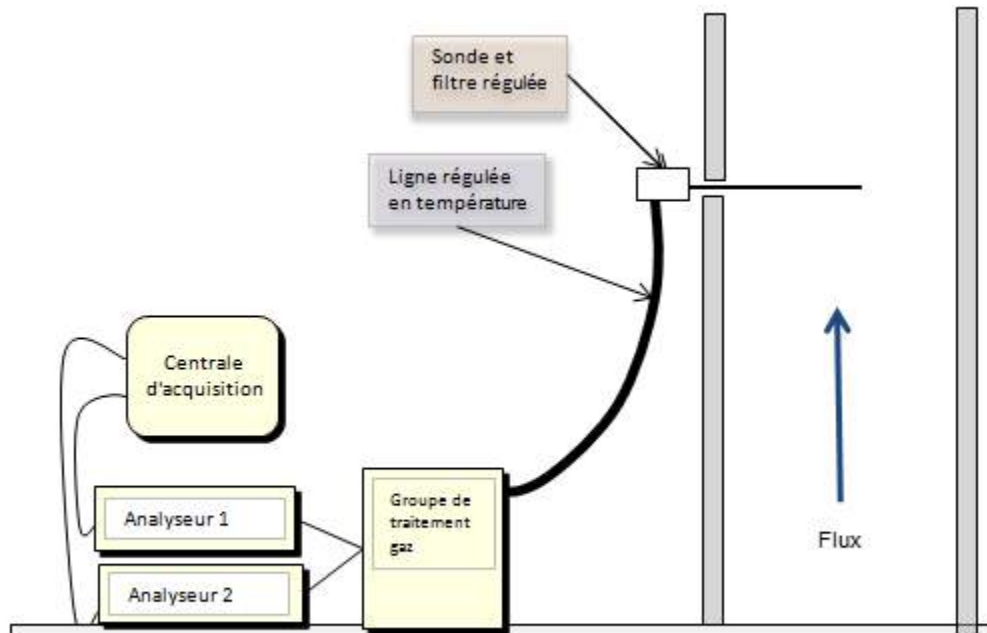 Sonde et
filtre régulée
Ligne régulée
en température
Centrale
d'acquisition
Groupe de
traitement
gaz
Analyseur 1
Analyseur 2
Flux